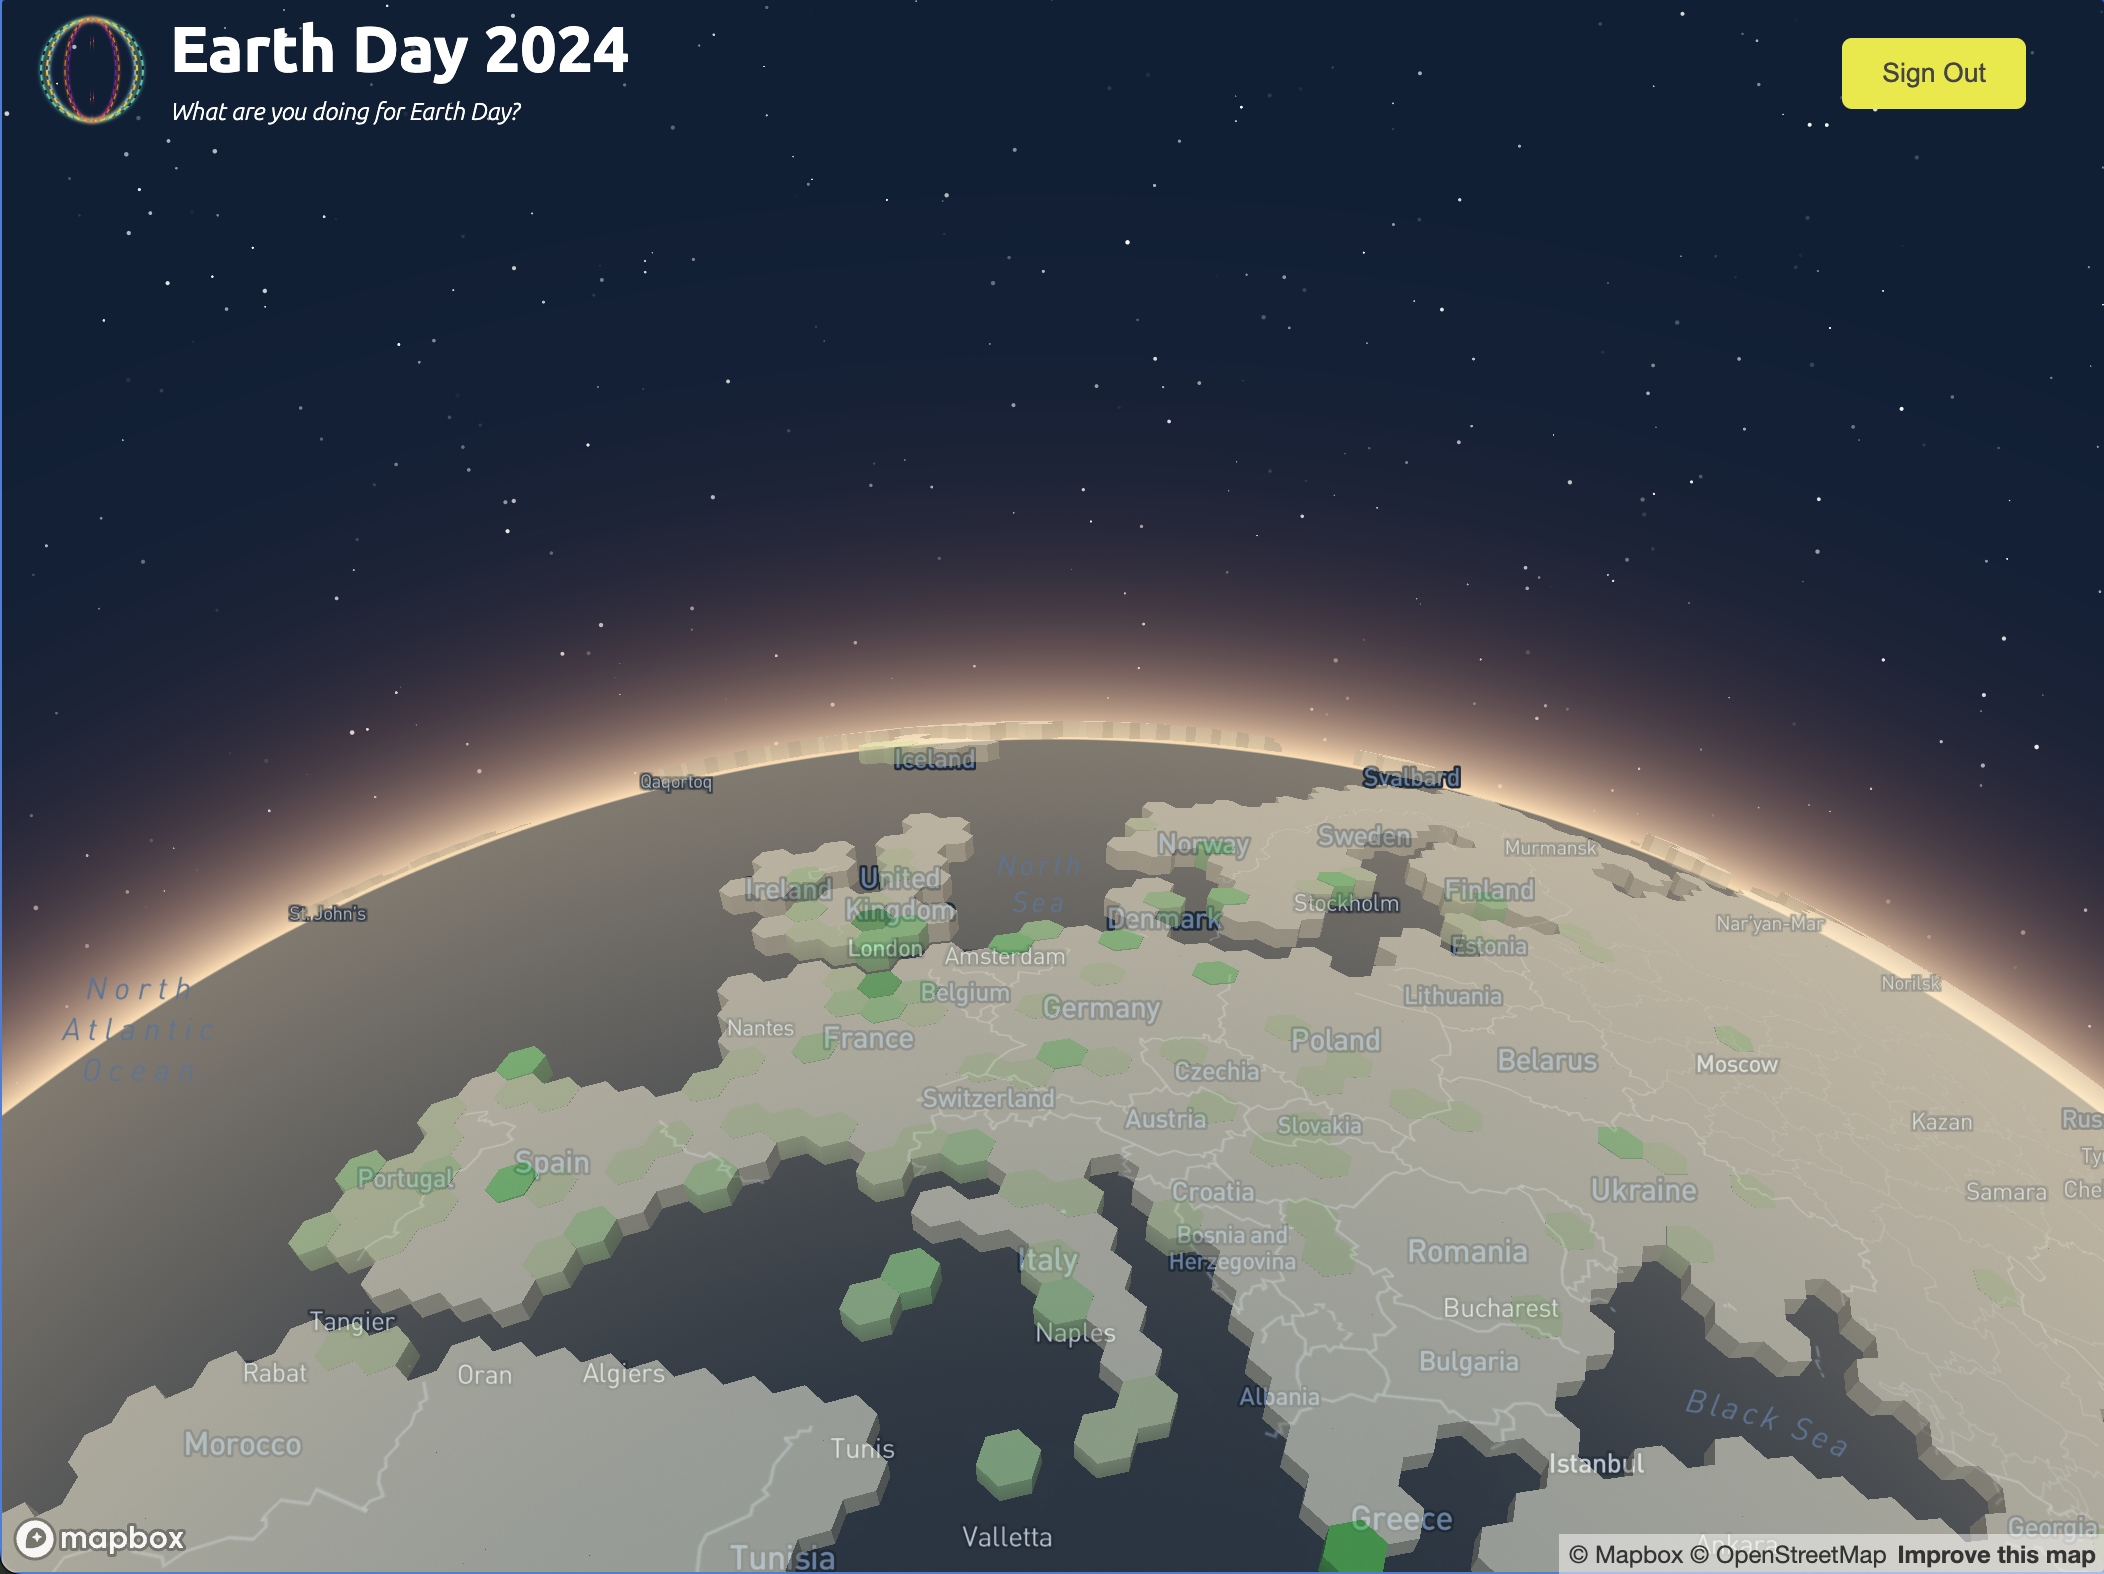 Earth Day 2024
What are you doing for Earth Day?
Sign Out
Iceland
Qaqortoq
Svalbard
Norway
Sweden
Murmansk
North
Sea
Ireland
United
Kingdom
Finland
Stockholm
St. John's
Denmark
Nar'yan-Mar
London
Amsterdam
Estonia
North
Atlantic
Ocean
Belgium
Germany
Lithuania
Norilsk
Nantes
France
Poland
Belarus
Moscow
Czechia
Switzerland
Austria
Slovakia
Kazan
Rus
Ty
Spain
Portugal
Croatia
Ukraine
Samara
Che
Bosnia and
Herzegovina
Italy
Romania
Tangier
Naples
Bucharest
Rabat
Oran
Algiers
Bulgaria
Albania
Black Sea
Morocco
Tunis
Istanbul
Greece
Georgia
Valletta
Tunisia
Ankara
mapbox
© Mapbox © OpenStreetMap Improve this map